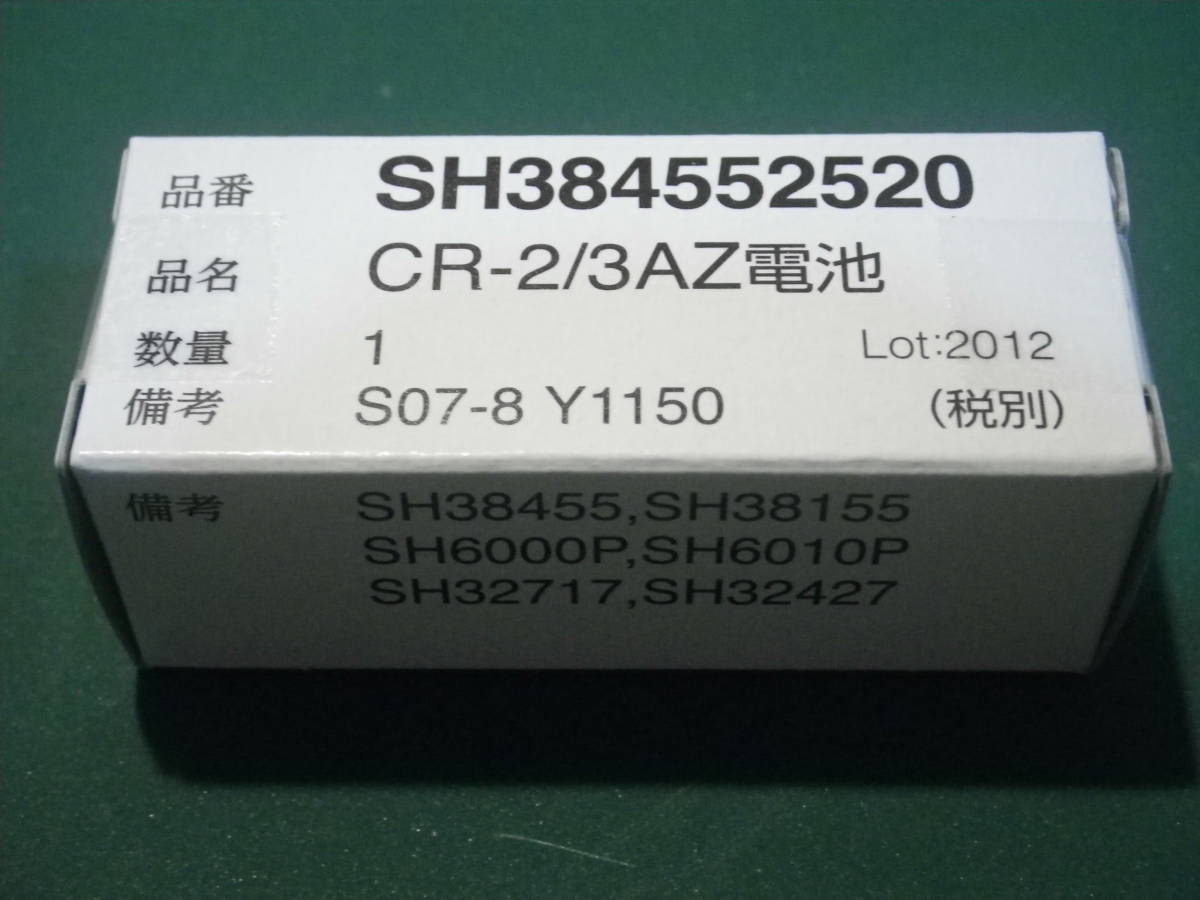 品番 SH384552520
品名 CR-2/3AZ電池
数量 1 Lot:2012
備考 S07-8 Y1150 (税別)
備考 SH38455,SH38155
SH6000P,SH6010P
SH32717,SH32427